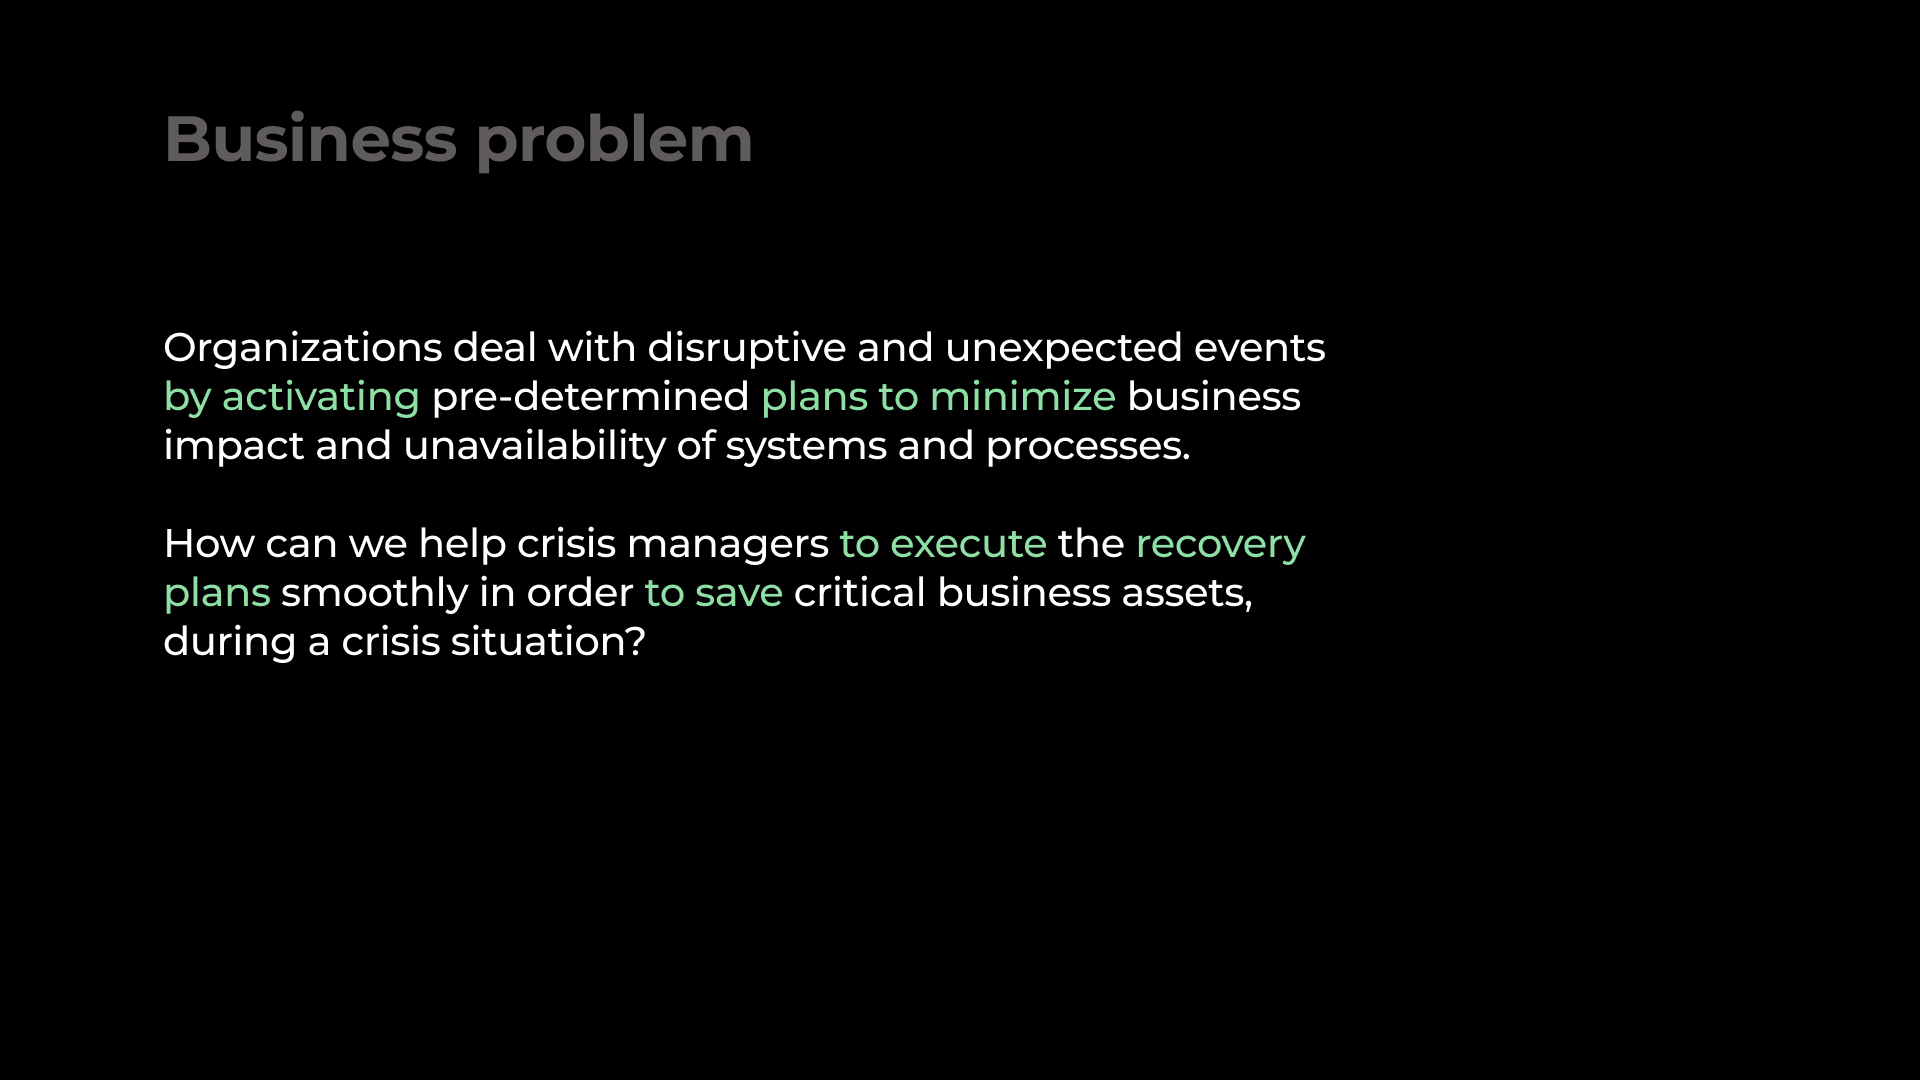 Business problem
Organizations deal with disruptive and unexpected events
by activating pre-determined plans to minimize business
impact and unavailability of systems and processes.
How can we help crisis managers to execute the recovery
plans smoothly in order to save critical business assets,
during a crisis situation?